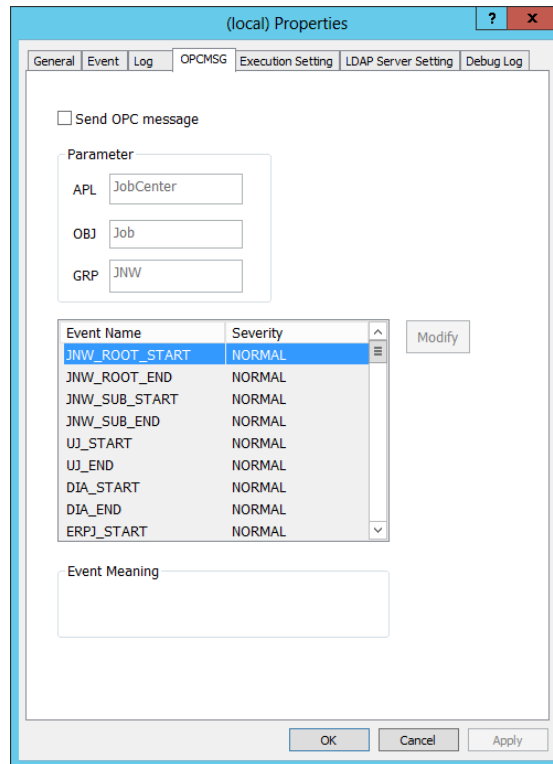 (local) Properties
? x
General Event Log OPCMSG Execution Setting LDAP Server Setting Debug Log
Send OPC message
Parameter
APL JobCenter
OBJ Job
GRP JNW
Event Name Severity
JNW_ROOT_START NORMAL
JNW_ROOT_END NORMAL
JNW_SUB_START NORMAL
JNW_SUB_END NORMAL
UJ_START NORMAL
UJ_END NORMAL
DIA_START NORMAL
DIA_END NORMAL
ERPJ_START NORMAL
Modify
Event Meaning
OK Cancel Apply